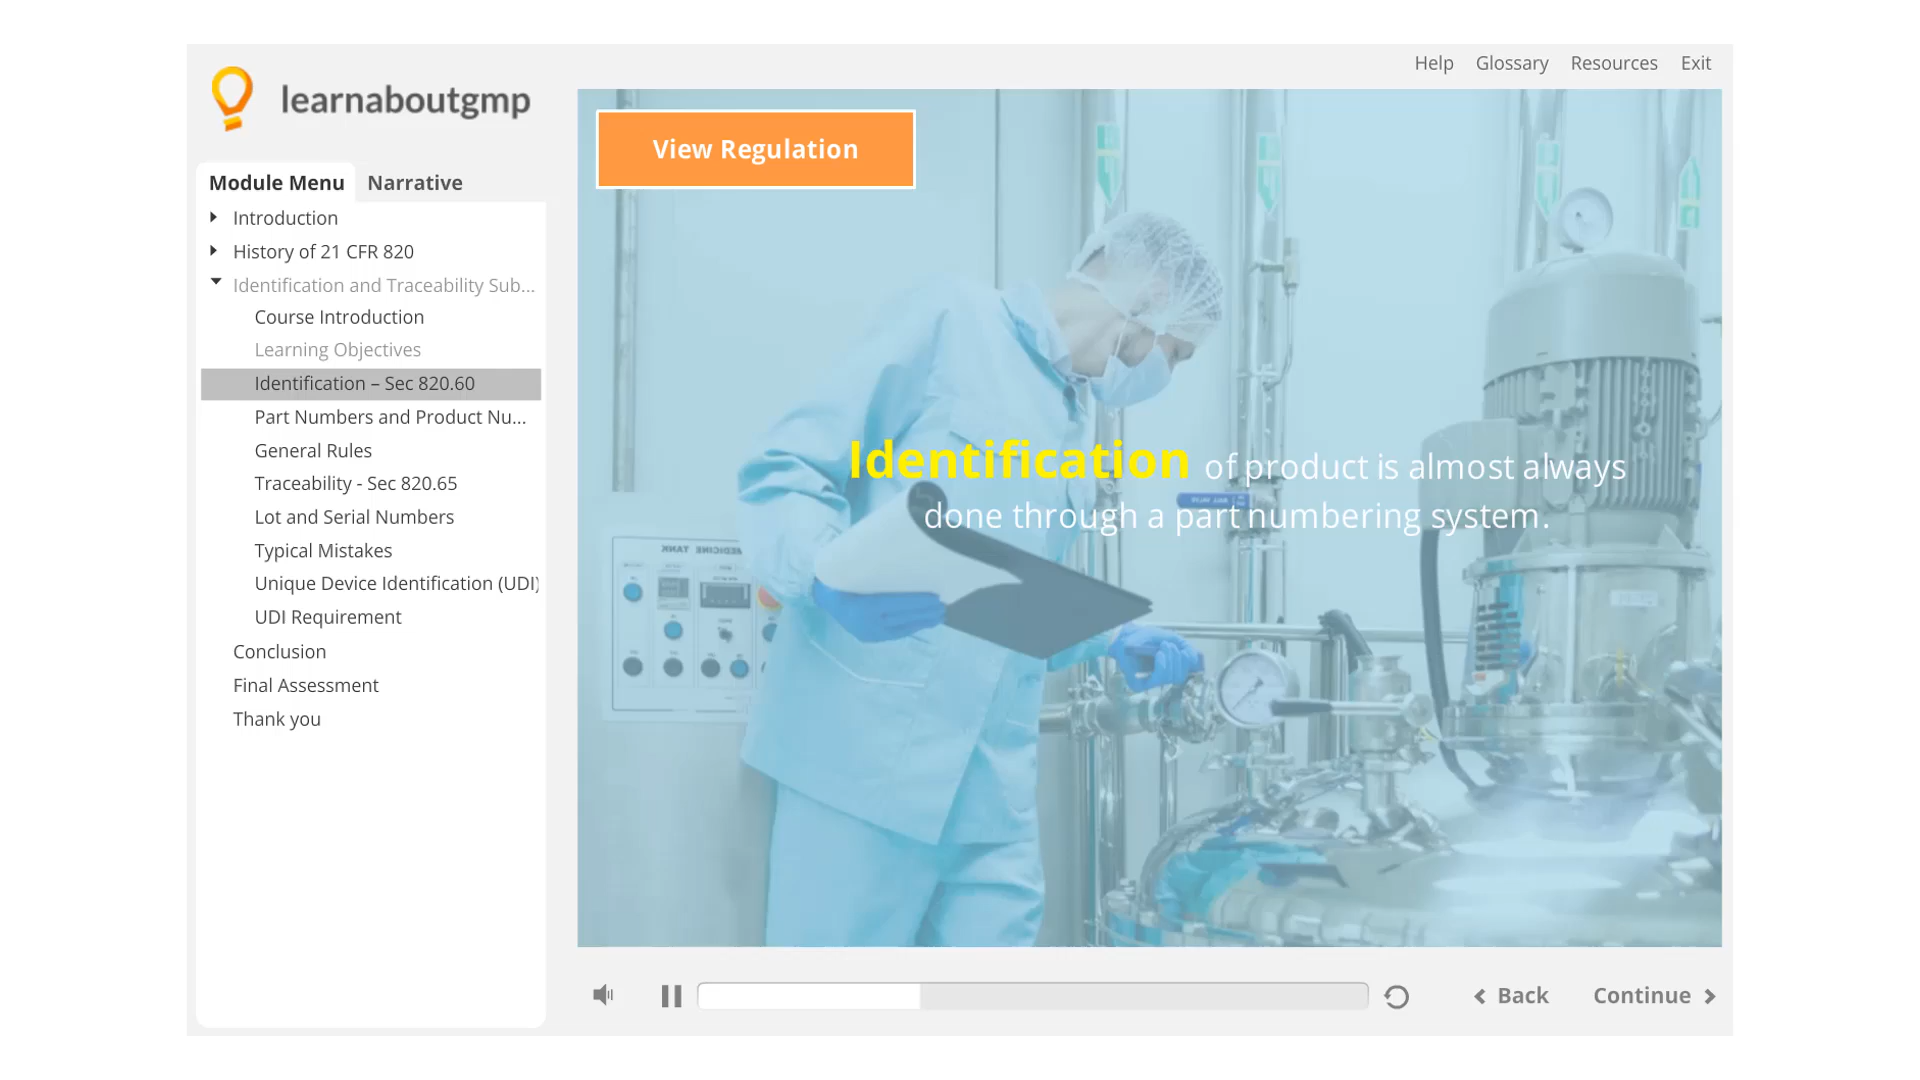 Help Glossary Resources Exit
learnaboutgmp
Module Menu Narrative
Introduction
History of 21 CFR 820
Identification and Traceability Sub...
Course Introduction
Learning Objectives
Identification – Sec 820.60
Part Numbers and Product Nu...
General Rules
Traceability - Sec 820.65
Lot and Serial Numbers
Typical Mistakes
Unique Device Identification (UDI)
UDI Requirement
Conclusion
Final Assessment
Thank you
View Regulation
Identification of product is almost always
done through a part numbering system.
MEDICINE TANK
Back Continue